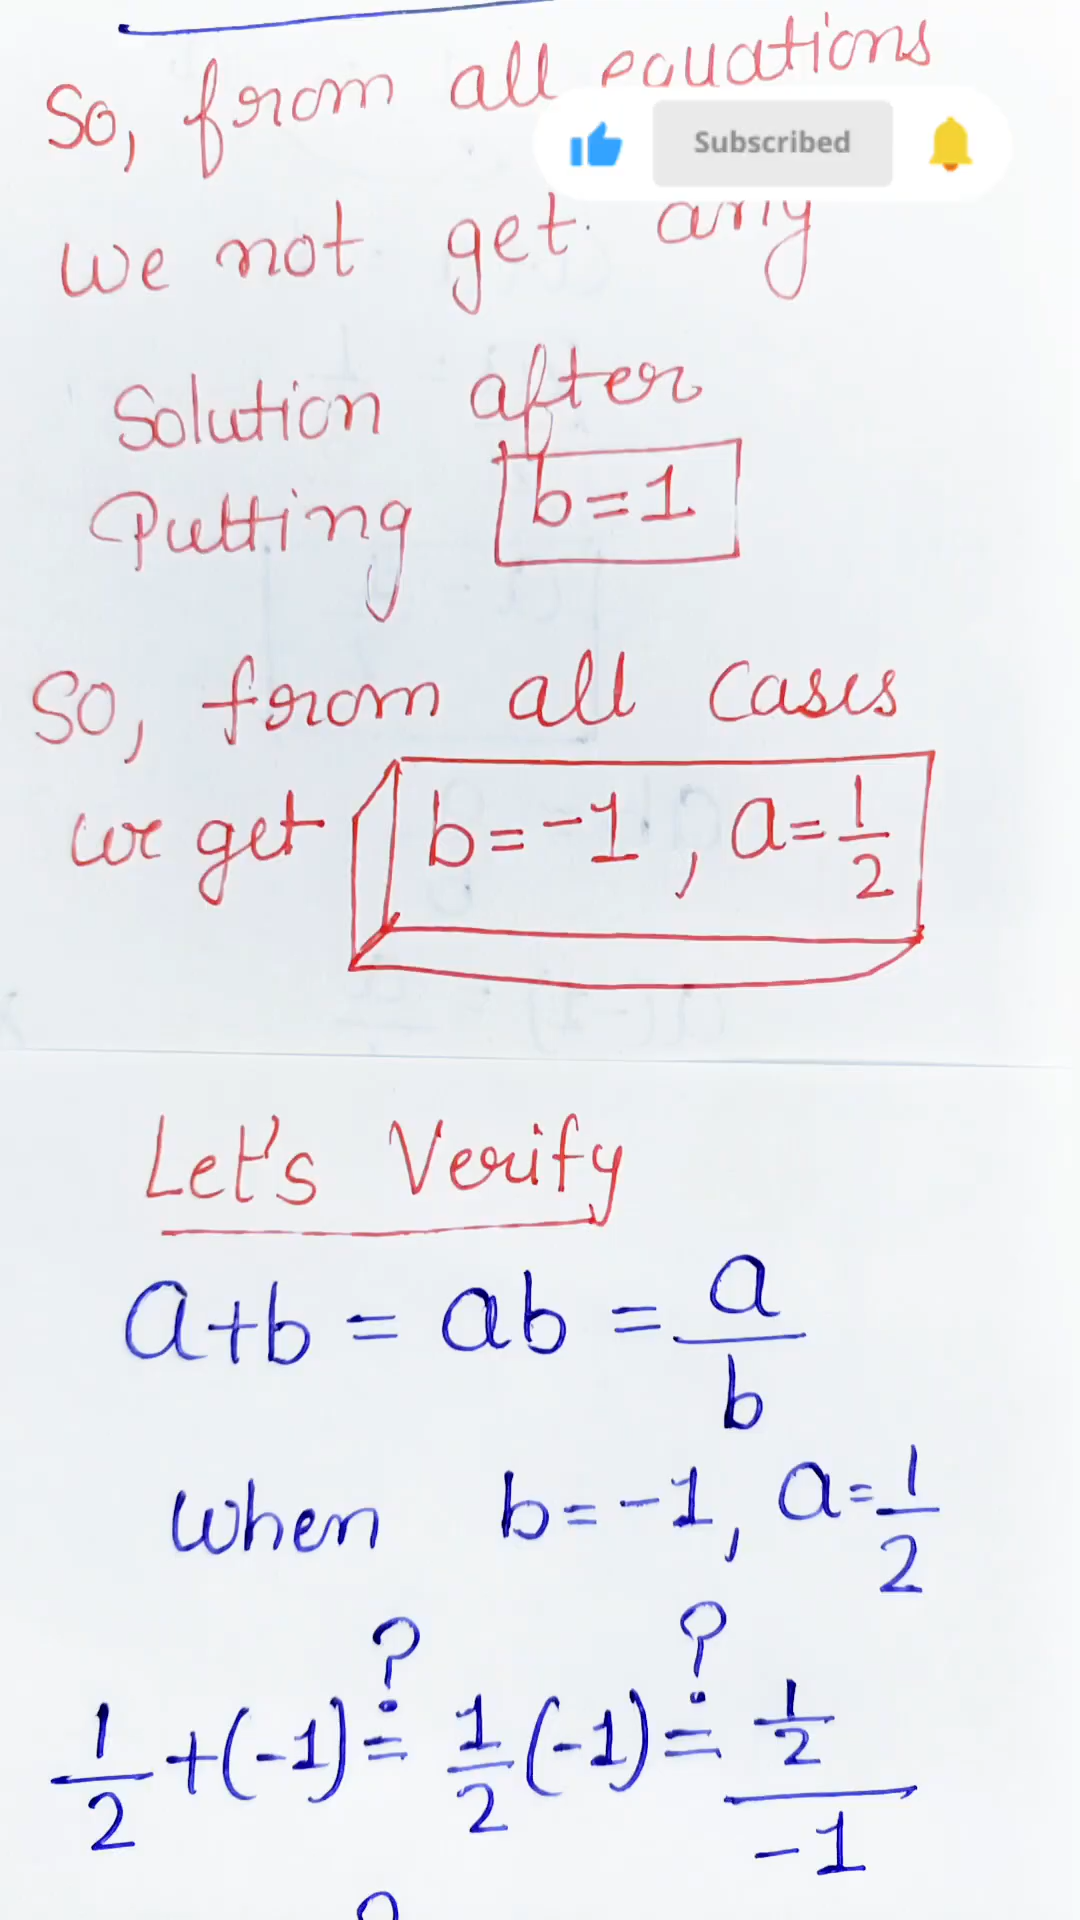 So, from all equations
Subscribed
we not get any
Solution after
Putting b=1
So, from all cases
we get b=-1, a=1/2
Let's Verify
a+b = ab = a/b
when b=-1, a=1/2
1/2 +(-1) ?= 1/2 (-1) ?= 1/2 / -1
?